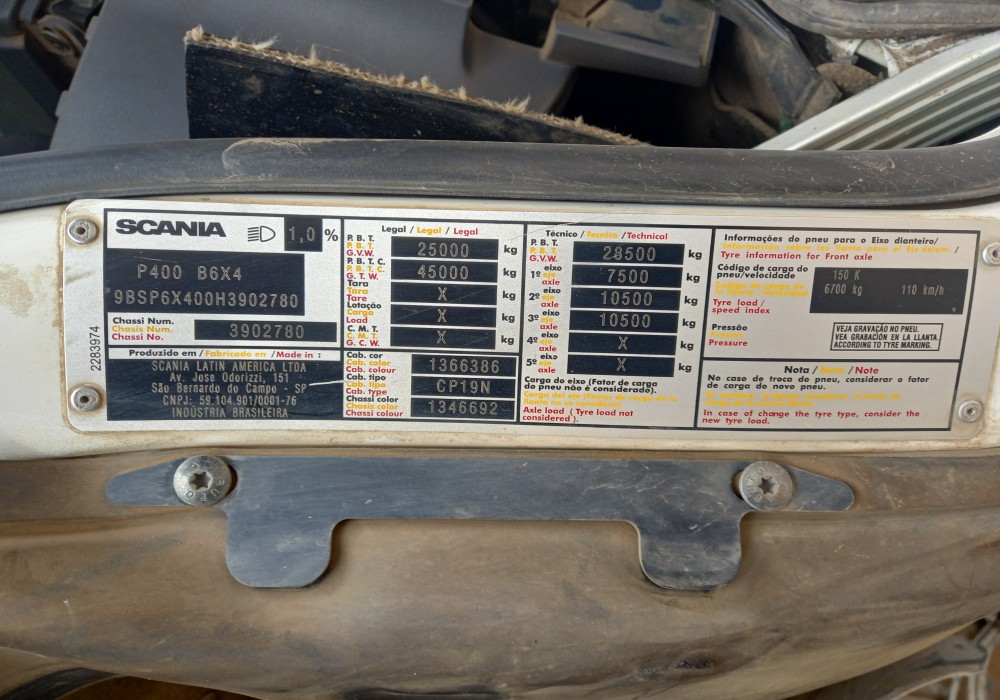 SCANIA 1,0 %
P400 B6X4
9BSP6X400H3902780
Chassi Num.
Chasis Num.
Chassi No.
3902780
2283974
Produzido em / Fabricado en / Made in :
SCANIA LATIN AMERICA LTDA
Av. Jose Odorizzi, 151
São Bernardo do Campo - SP
CNPJ: 59.104.901/0001-76
INDÚSTRIA BRASILEIRA
Legal / Legal / Legal
P. B. T.
P. B. T.
G.V.W.
25000 kg
P. B. T. C.
P. B. T. C.
G. T. W.
45000 kg
Tara
Tara
Tare
X kg
Lotação
Carga
Load
X kg
C. M. T.
C. M. T.
G. C. W.
X kg
Cab. cor
Cab. color
Cab. colour
1366386
Cab. tipo
Cab. tipo
Cab. type
CP19N
Chassi color
Chasis color
Chassi colour
1346692
Técnico / Tecnico / Technical
P. B. T.
P. B. T.
G.V.W.
28500 kg
1º eixo
eje
axle
7500 kg
2º eixo
eje
axle
10500 kg
3º eixo
eje
axle
10500 kg
4º eixo
eje
axle
X kg
5º eixo
eje
axle
X kg
Carga do eixo (Fator de carga
do pneu não é considerado).
Axle load ( Tyre load not
considered ).
Informações do pneu para o Eixo dianteiro/
Tyre information for Front axle
Código de carga do
pneu/velocidade
Tyre load /
speed index
150 K
6700 kg 110 km/h
Pressão
Pressure
VEJA GRAVAÇÃO NO PNEU.
VEA GRABACIÓN EN LA LLANTA.
ACCORDING TO TYRE MARKING.
Nota / Nota / Note
No caso de troca do pneu, considerar o fator
de carga do novo pneu.
In case of change the tyre type, consider the
new tyre load.